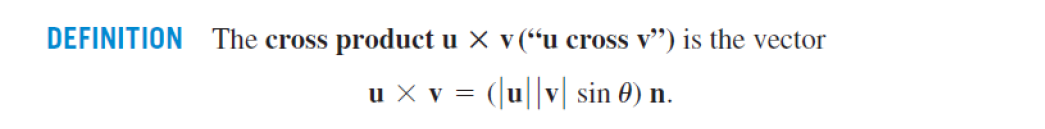 DEFINITION The cross product u × v (“u cross v”) is the vector
u × v = (|u||v| sin θ) n.